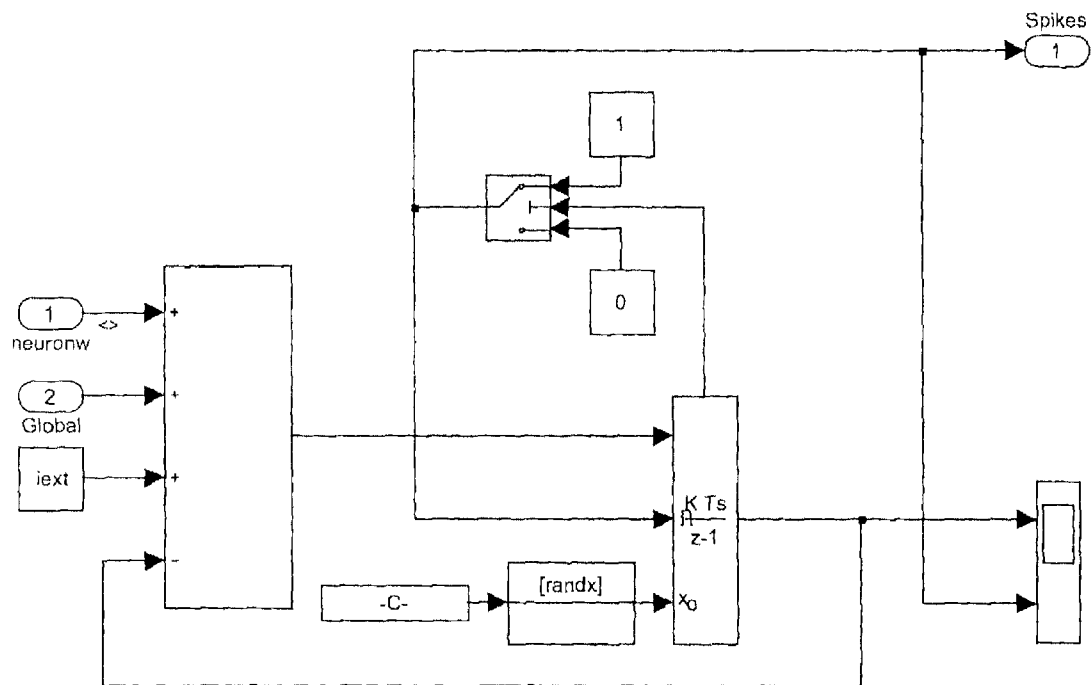 Spikes
1
1
0
1
neuronw
<>
+
2
Global
+
iext
+
-
K Ts
z-1
-C-
[randx]
x0